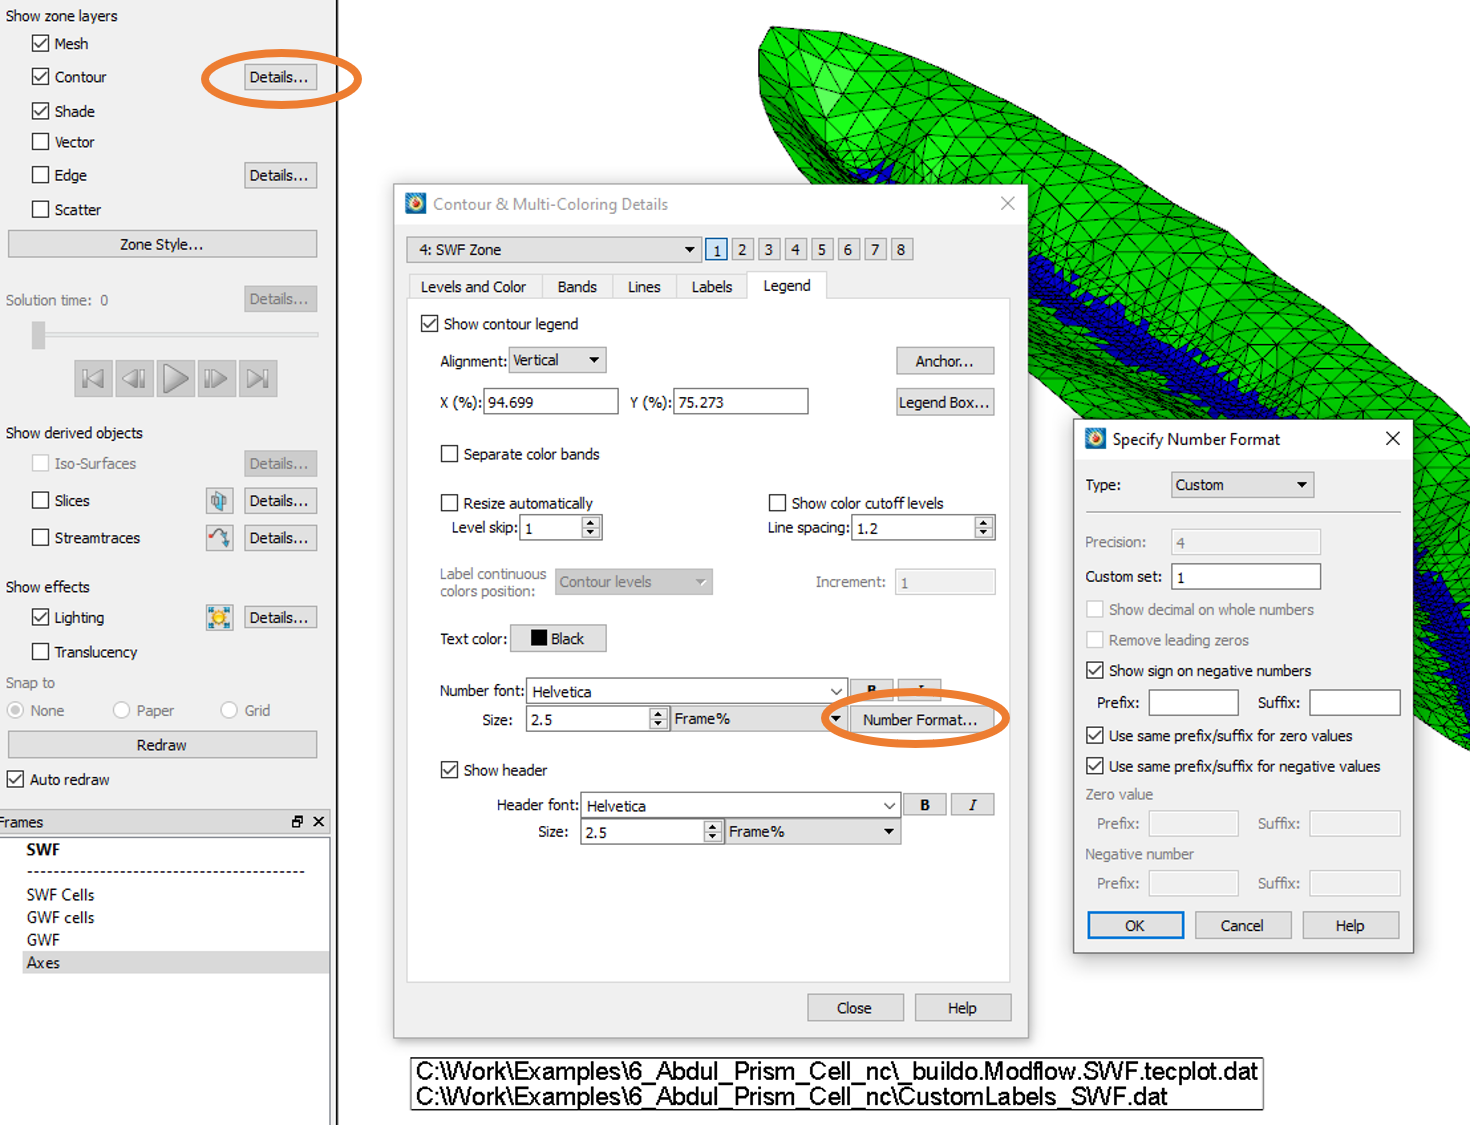 Show zone layers
Mesh
Contour Details...
Shade
Vector
Edge Details...
Scatter
Zone Style...
Solution time: 0 Details...
Show derived objects
Iso-Surfaces Details...
Slices Details...
Streamtraces Details...
Show effects
Lighting Details...
Translucency
Snap to
None Paper Grid
Redraw
Auto redraw
Frames
SWF
------------------------------------------
SWF Cells
GWF cells
GWF
Axes
Contour & Multi-Coloring Details
4: SWF Zone 1 2 3 4 5 6 7 8
Levels and Color Bands Lines Labels Legend
Show contour legend
Alignment: Vertical Anchor...
X (%): 94.699 Y (%): 75.273 Legend Box...
Separate color bands
Resize automatically Show color cutoff levels
Level skip: 1 Line spacing: 1.2
Label continuous
colors position: Contour levels Increment: 1
Text color: Black
Number font: Helvetica B I
Size: 2.5 Frame% Number Format...
Show header
Header font: Helvetica B I
Size: 2.5 Frame%
Close Help
Specify Number Format
Type: Custom
Precision: 4
Custom set: 1
Show decimal on whole numbers
Remove leading zeros
Show sign on negative numbers
Prefix: Suffix:
Use same prefix/suffix for zero values
Use same prefix/suffix for negative values
Zero value
Prefix: Suffix:
Negative number
Prefix: Suffix:
OK Cancel Help
C:\Work\Examples\6_Abdul_Prism_Cell_nc\_buildo.Modflow.SWF.tecplot.dat
C:\Work\Examples\6_Abdul_Prism_Cell_nc\CustomLabels_SWF.dat